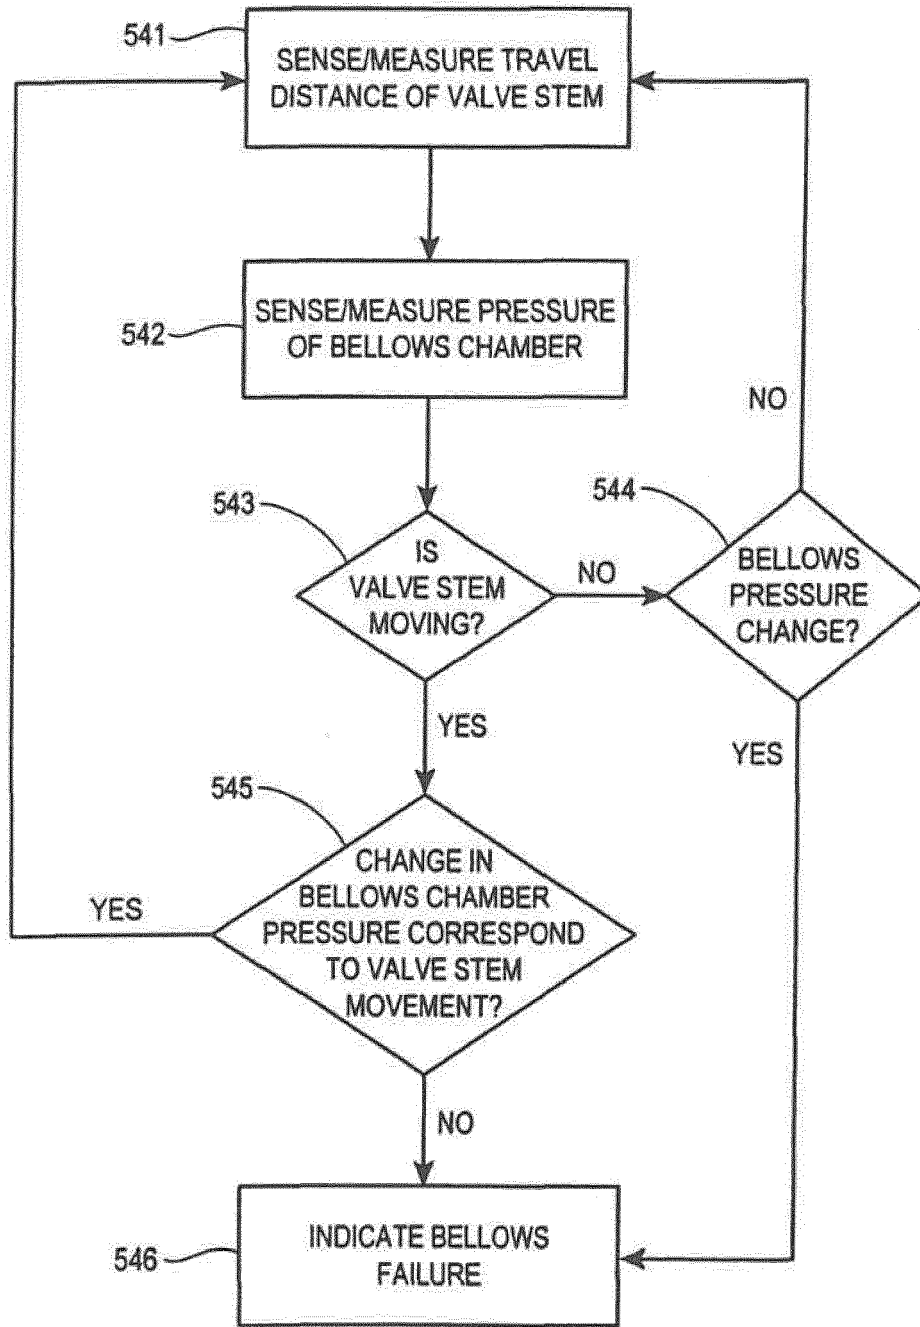 541
SENSE/MEASURE TRAVEL
DISTANCE OF VALVE STEM
542
SENSE/MEASURE PRESSURE
OF BELLOWS CHAMBER
NO
543
IS
VALVE STEM
MOVING?
NO
544
BELLOWS
PRESSURE
CHANGE?
YES
YES
545
CHANGE IN
BELLOWS CHAMBER
PRESSURE CORRESPOND
TO VALVE STEM
MOVEMENT?
YES
NO
546
INDICATE BELLOWS
FAILURE